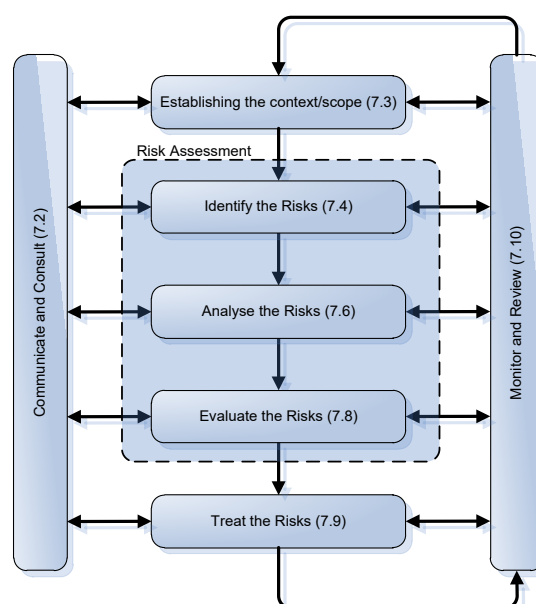 Establishing the context/scope (7.3)
Risk Assessment
Identify the Risks (7.4)
Analyse the Risks (7.6)
Evaluate the Risks (7.8)
Treat the Risks (7.9)
Communicate and Consult (7.2)
Monitor and Review (7.10)